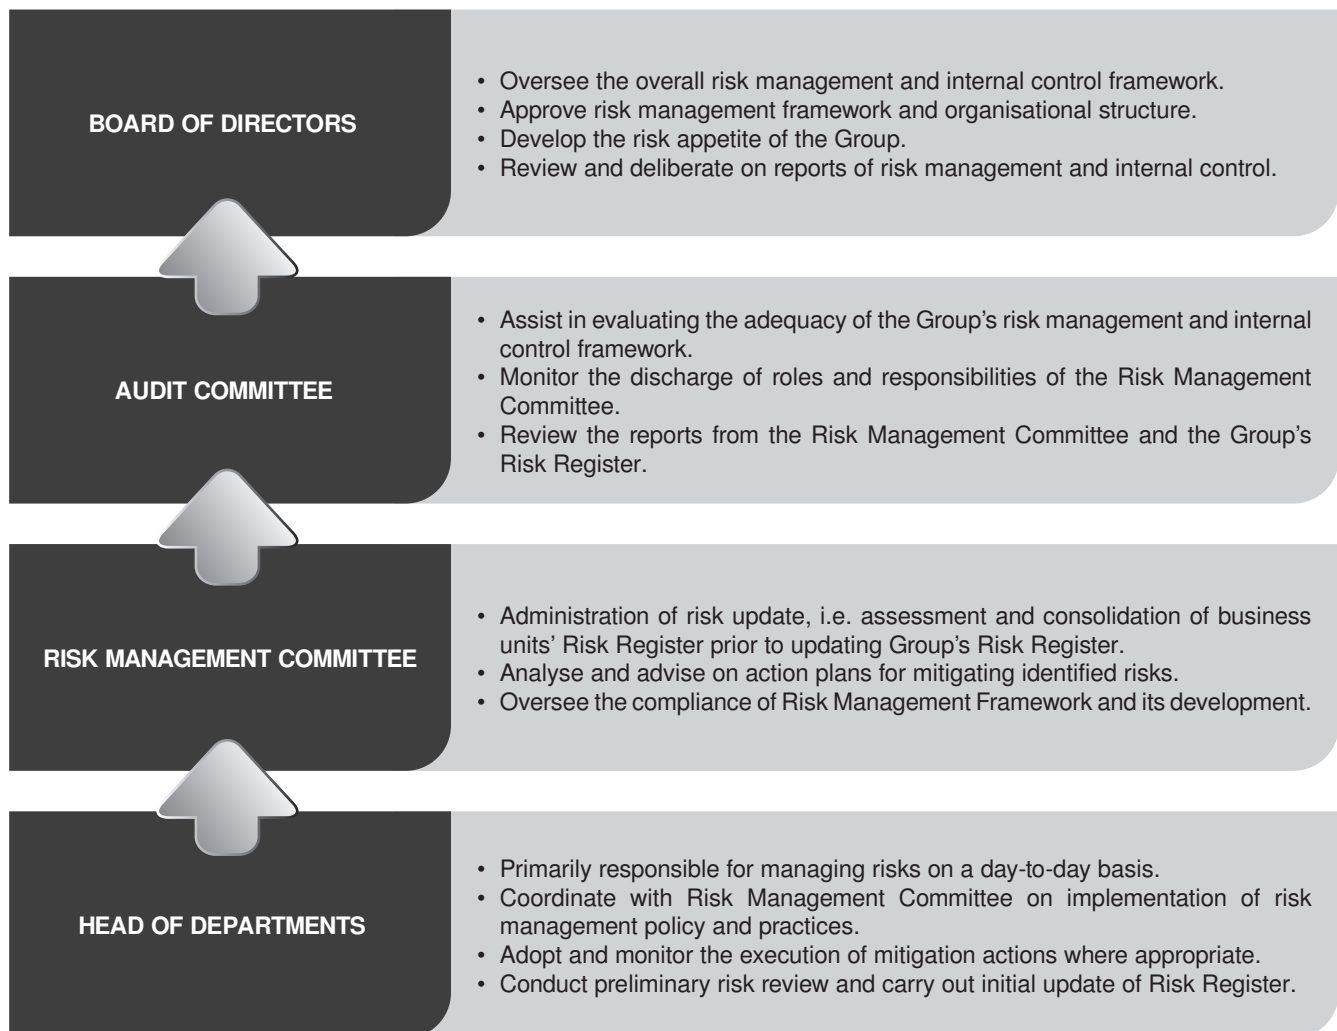 BOARD OF DIRECTORS
• Oversee the overall risk management and internal control framework.
• Approve risk management framework and organisational structure.
• Develop the risk appetite of the Group.
• Review and deliberate on reports of risk management and internal control.
AUDIT COMMITTEE
• Assist in evaluating the adequacy of the Group’s risk management and internal
control framework.
• Monitor the discharge of roles and responsibilities of the Risk Management
Committee.
• Review the reports from the Risk Management Committee and the Group’s
Risk Register.
RISK MANAGEMENT COMMITTEE
• Administration of risk update, i.e. assessment and consolidation of business
units’ Risk Register prior to updating Group’s Risk Register.
• Analyse and advise on action plans for mitigating identified risks.
• Oversee the compliance of Risk Management Framework and its development.
HEAD OF DEPARTMENTS
• Primarily responsible for managing risks on a day-to-day basis.
• Coordinate with Risk Management Committee on implementation of risk
management policy and practices.
• Adopt and monitor the execution of mitigation actions where appropriate.
• Conduct preliminary risk review and carry out initial update of Risk Register.